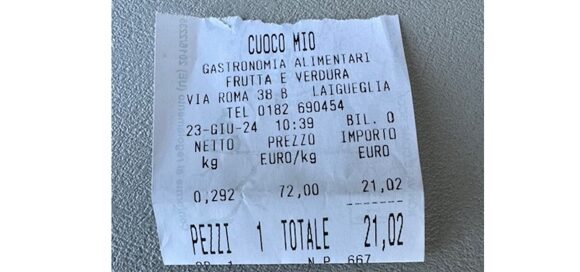 CUOCO MIO
GASTRONOMIA ALIMENTARI
FRUTTA E VERDURA
VIA ROMA 38 B LAIGUEGLIA
TEL 0182 690454
23-GIU-24 10:39 BIL. 0
NETTO PREZZO IMPORTO
kg EURO/kg EURO
0,292 72,00 21,02
PEZZI 1 TOTALE 21,02
N.P. 667